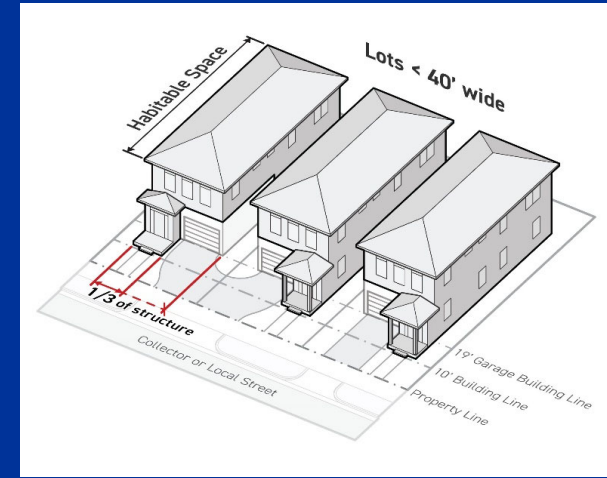 Habitable Space
Lots < 40' wide
1/3 of structure
Collector or Local Street
19' Garage Building Line
10' Building Line
Property Line